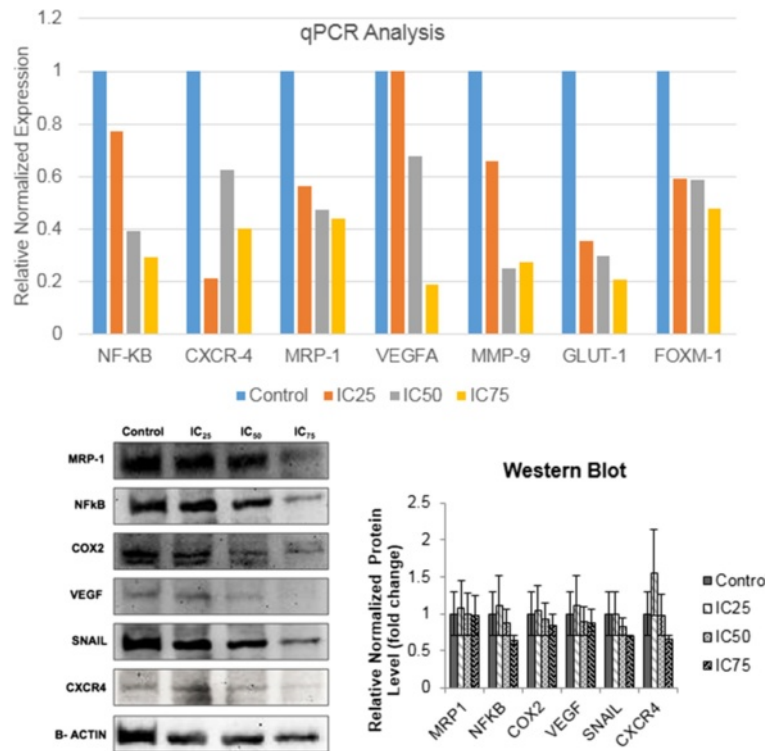 qPCR Analysis
Relative Normalized Expression
1.2
1
0.8
0.6
0.4
0.2
0
NF-KB CXCR-4 MRP-1 VEGFA MMP-9 GLUT-1 FOXM-1
Control IC25 IC50 IC75
Control IC25 IC50 IC75
MRP-1
NFkB
COX2
VEGF
SNAIL
CXCR4
B- ACTIN
Western Blot
Relative Normalized Protein
Level (fold change)
2.5
2
1.5
1
0.5
0
MRP1 NFKB COX2 VEGF SNAIL CXCR4
Control
IC25
IC50
IC75